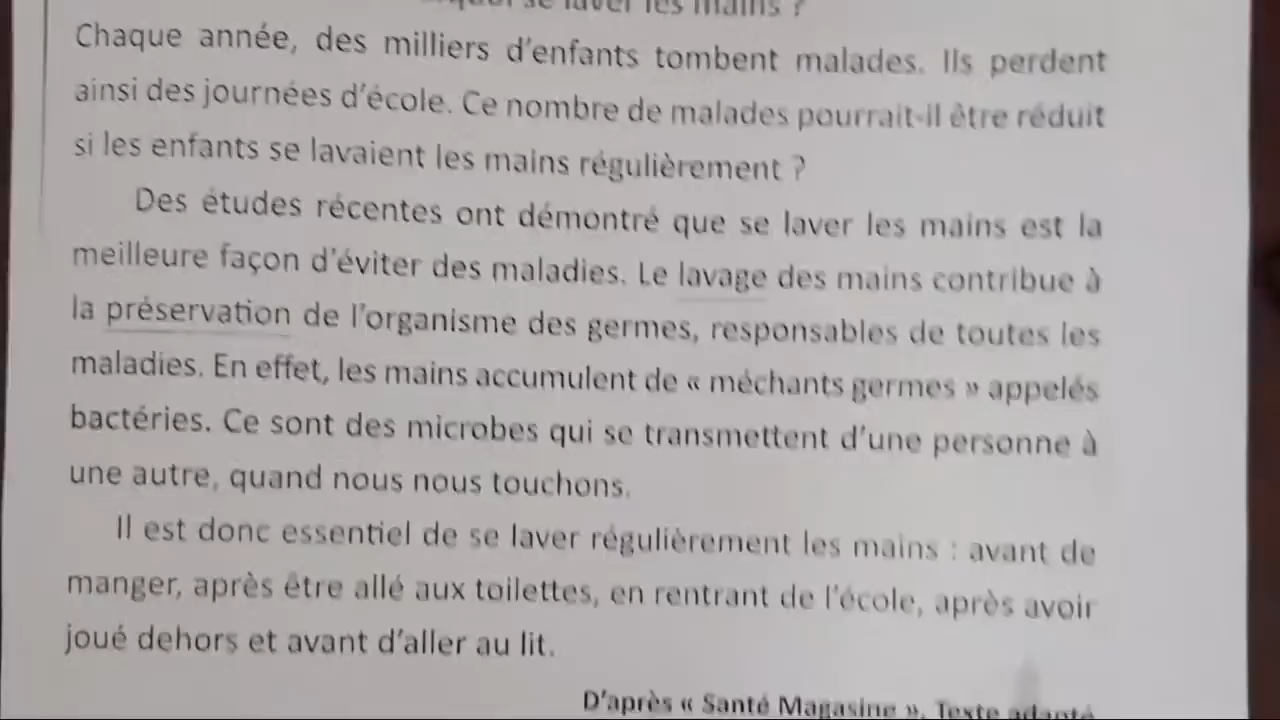 se laver les mains ?
Chaque année, des milliers d'enfants tombent malades. Ils perdent
ainsi des journées d'école. Ce nombre de malades pourrait-il être réduit
si les enfants se lavaient les mains régulièrement ?
Des études récentes ont démontré que se laver les mains est la
meilleure façon d'éviter des maladies. Le lavage des mains contribue à
la préservation de l'organisme des germes, responsables de toutes les
maladies. En effet, les mains accumulent de « méchants germes » appelés
bactéries. Ce sont des microbes qui se transmettent d'une personne à
une autre, quand nous nous touchons.
Il est donc essentiel de se laver régulièrement les mains : avant de
manger, après être allé aux toilettes, en rentrant de l'école, après avoir
joué dehors et avant d'aller au lit.
D'après « Santé Magasine ». Texte adapté